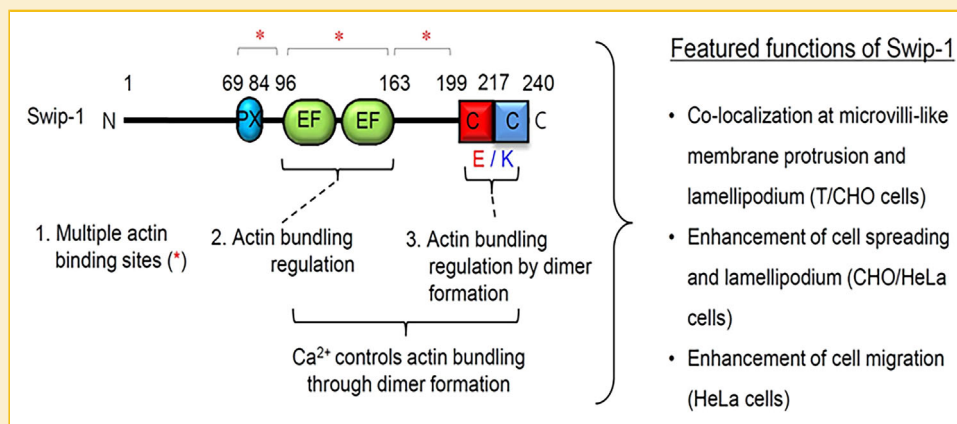 * * *
1 69 84 96 163 199 217 240
Swip-1 N PX EF EF C C C
E / K
1. Multiple actin
binding sites (*)
2. Actin bundling
regulation
3. Actin bundling
regulation by dimer
formation
Ca²⁺ controls actin bundling
through dimer formation
Featured functions of Swip-1
• Co-localization at microvilli-like
membrane protrusion and
lamellipodium (T/CHO cells)
• Enhancement of cell spreading
and lamellipodium (CHO/HeLa
cells)
• Enhancement of cell migration
(HeLa cells)